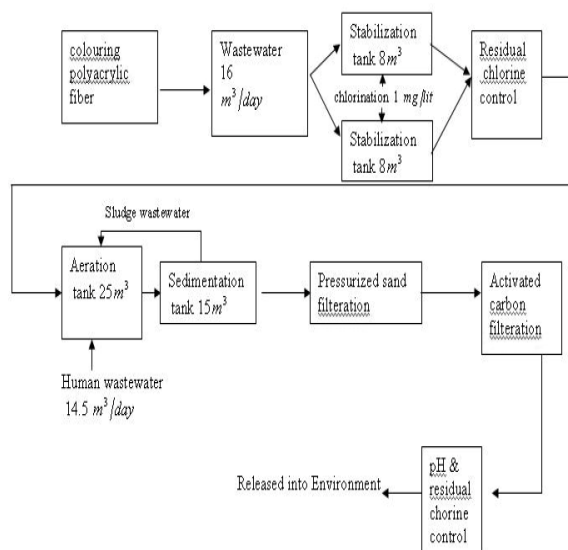 colouring
polyacrylic
fiber
Wastewater
16
m³/day
Stabilization
tank 8m³
chlorination 1 mg/lit
Stabilization
tank 8m³
Residual
chlorine
control
Sludge wastewater
Aeration
tank 25m³
Sedimentation
tank 15m³
Pressurized sand
filteration
Activated
carbon
filteration
Human wastewater
14.5 m³/day
Released into Environment
pH &
residual
chorine
control